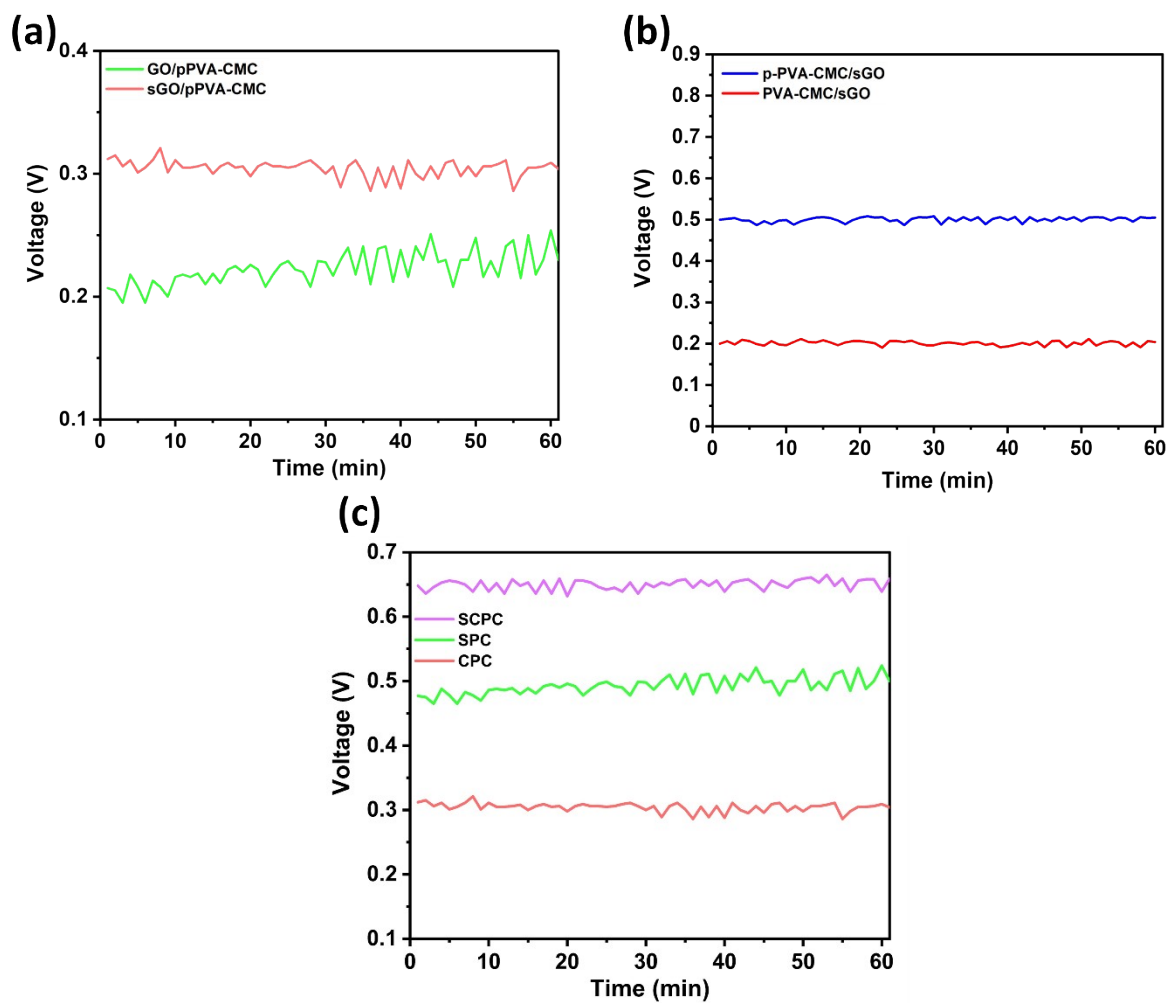 (a)
0.4
0.3
0.2
0.1
Voltage (V)
GO/pPVA-CMC
sGO/pPVA-CMC
0 10 20 30 40 50 60
Time (min)
(b)
0.9
0.8
0.7
0.6
0.5
0.4
0.3
0.2
0.1
0
Voltage (V)
p-PVA-CMC/sGO
PVA-CMC/sGO
0 10 20 30 40 50 60
Time (min)
(c)
0.7
0.6
0.5
0.4
0.3
0.2
0.1
Voltage (V)
SCPC
SPC
CPC
0 10 20 30 40 50 60
Time (min)